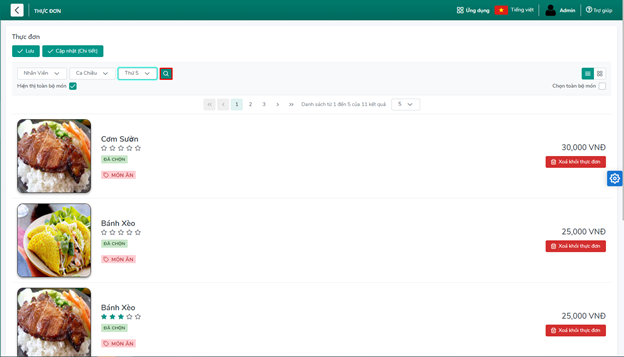 THỰC ĐƠN
Ứng dụng
Tiếng việt
Admin
Trợ giúp
Thực đơn
Lưu
Cập nhật (Chi tiết)
Nhân Viên
Ca Chiều
Thứ 5
Hiện thị toàn bộ món
Chọn toàn bộ món
1 2 3
Danh sách từ 1 đến 5 của 11 kết quả
5
Cơm Sườn
ĐÃ CHỌN
MÓN ĂN
30,000 VNĐ
Xoá khỏi thực đơn
Bánh Xèo
ĐÃ CHỌN
MÓN ĂN
25,000 VNĐ
Xoá khỏi thực đơn
Bánh Xèo
ĐÃ CHỌN
MÓN ĂN
25,000 VNĐ
Xoá khỏi thực đơn